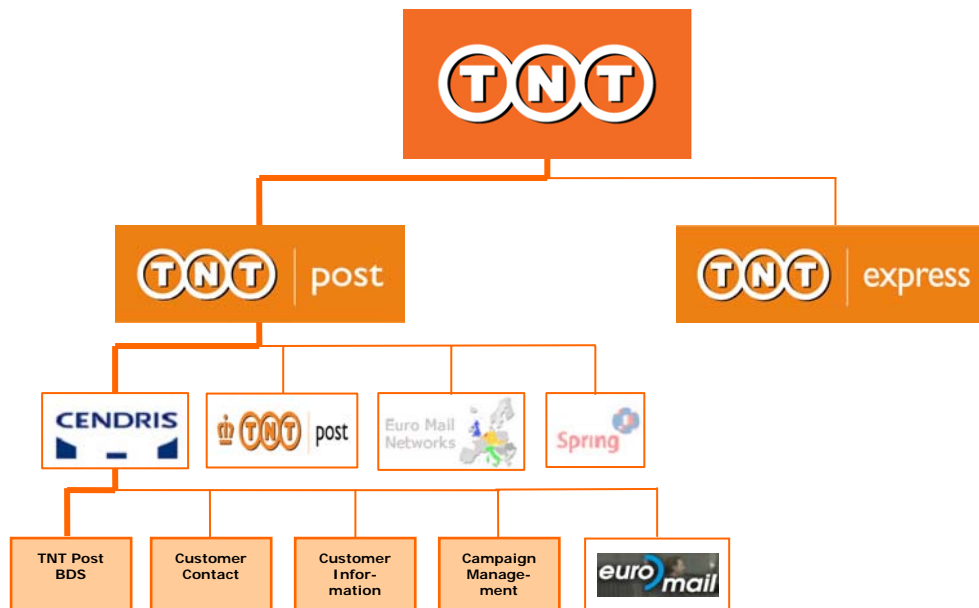 TNT
TNT post
TNT express
CENDRIS
TNT post
Euro Mail
Networks
Spring
TNT Post
BDS
Customer
Contact
Customer
Infor-
mation
Campaign
Manage-
ment
euro
mail